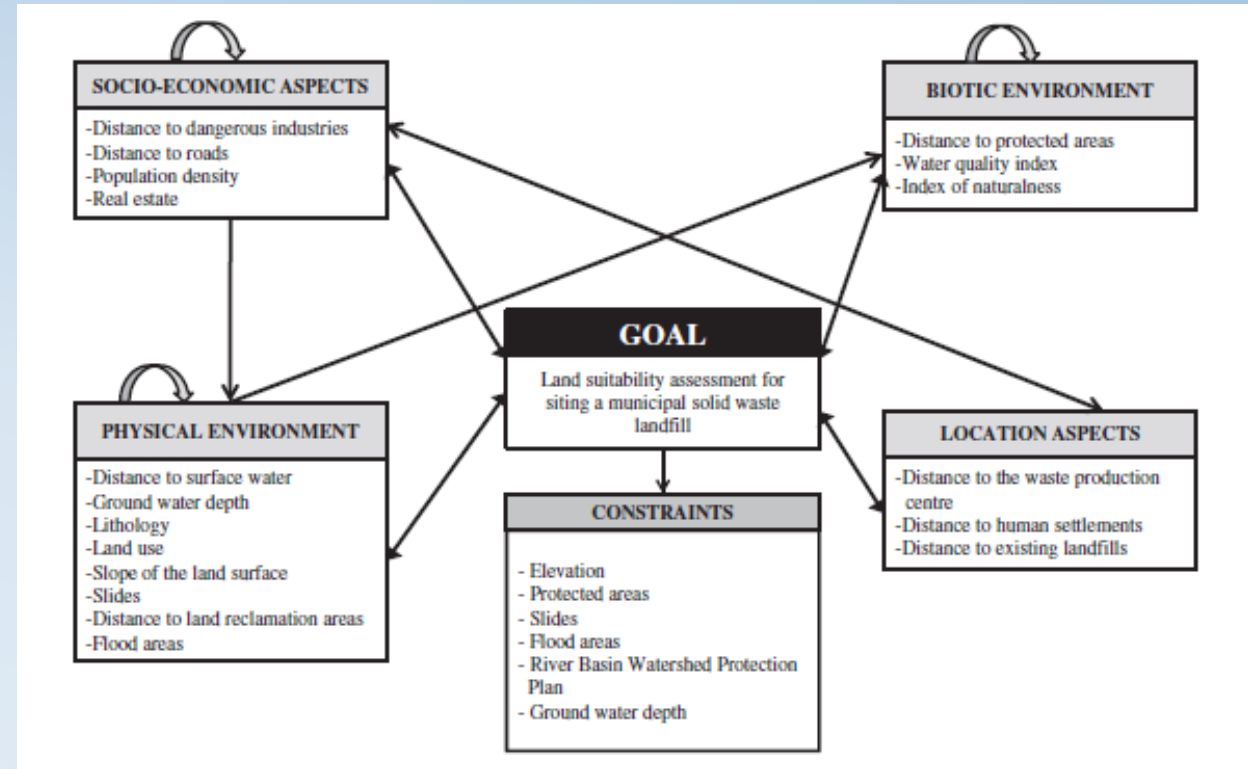 SOCIO-ECONOMIC ASPECTS
-Distance to dangerous industries
-Distance to roads
-Population density
-Real estate
BIOTIC ENVIRONMENT
-Distance to protected areas
-Water quality index
-Index of naturalness
GOAL
Land suitability assessment for
siting a municipal solid waste
landfill
PHYSICAL ENVIRONMENT
-Distance to surface water
-Ground water depth
-Lithology
-Land use
-Slope of the land surface
-Slides
-Distance to land reclamation areas
-Flood areas
LOCATION ASPECTS
-Distance to the waste production
centre
-Distance to human settlements
-Distance to existing landfills
CONSTRAINTS
- Elevation
- Protected areas
- Slides
- Flood areas
- River Basin Watershed Protection
Plan
- Ground water depth